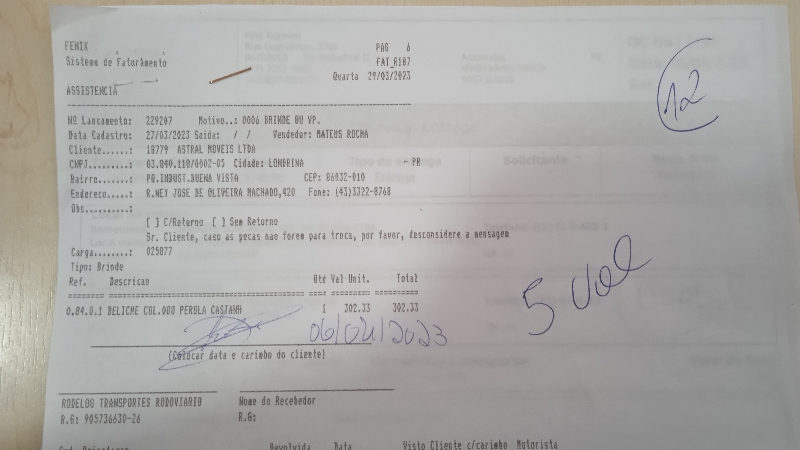 FENIX PAG 6
Sistema de Faturamento FAT_R187
Quarta 29/03/2023
ASSISTENCIA
12
Nº Lancamento: 229207 Motivo..: 0006 BRINDE OU VP.
Data Cadastro: 27/03/2023 Saida: / / Vendedor: MATEUS ROCHA
Cliente......: 18779 ASTRAL MOVEIS LTDA
CNPJ.........: 03.840.118/0002-05 Cidade: LONDRINA - PR
Bairro.......: PQ.INDUST.BUENA VISTA CEP: 86032-010
Endereco.....: R.NEY JOSE DE OLIVEIRA MACHADO,420 Fone: (43)3322-8768
Obs..........:
[ ] C/Retorno [ ] Sem Retorno
Sr. Cliente, caso as pecas nao forem para troca, por favor, desconsidere a mensagem
Carga........: 025877
Tipo: Brinde
Ref. Descricao Qté Val Unit. Total
0.84.0.1 BELICHE COL.008 PEROLA CASTANH 1 302.33 302.33
5 vol
06/04/2023
(Colocar data e carimbo do cliente)
RODELOG TRANSPORTES RODOVIARIO Nome do Recebedor
R.G: 905736630-26 R.G:
Devolvida Data Visto Cliente c/carimbo Motorista